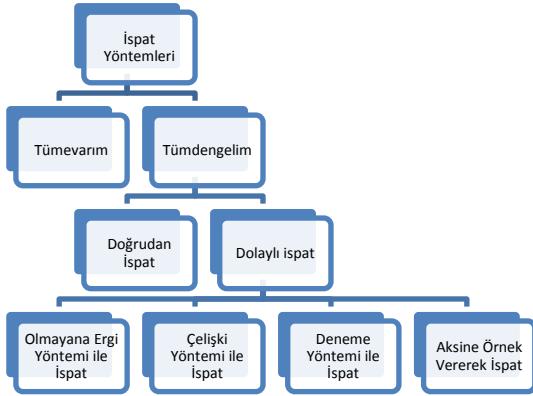 İspat
Yöntemleri
Tümevarım
Tümdengelim
Doğrudan
İspat
Dolaylı ispat
Olmayana Ergi
Yöntemi ile
İspat
Çelişki
Yöntemi ile
İspat
Deneme
Yöntemi ile
İspat
Aksine Örnek
Vererek İspat